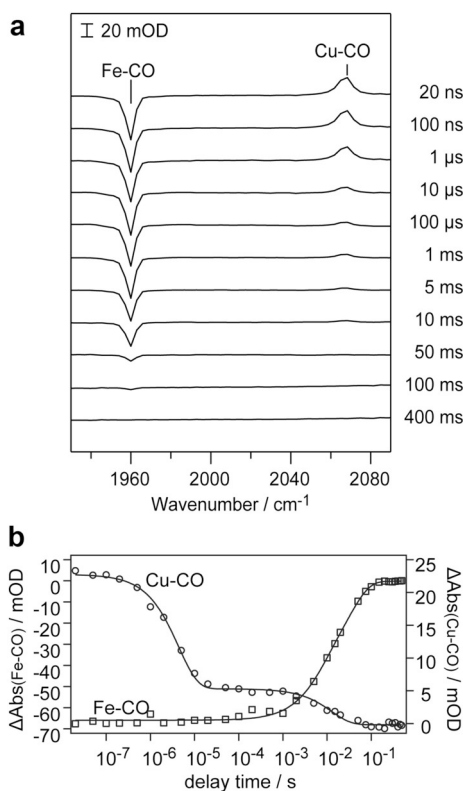 a
20 mOD
Fe-CO
Cu-CO
20 ns
100 ns
1 µs
10 µs
100 µs
1 ms
5 ms
10 ms
50 ms
100 ms
400 ms
1960 2000 2040 2080
Wavenumber / cm⁻¹
b
ΔAbs(Fe-CO) / mOD
10
0
-10
-20
-30
-40
-50
-60
-70
Cu-CO
Fe-CO
25
20
15
10
5
0
ΔAbs(Cu-CO) / mOD
10⁻⁷ 10⁻⁶ 10⁻⁵ 10⁻⁴ 10⁻³ 10⁻² 10⁻¹
delay time / s